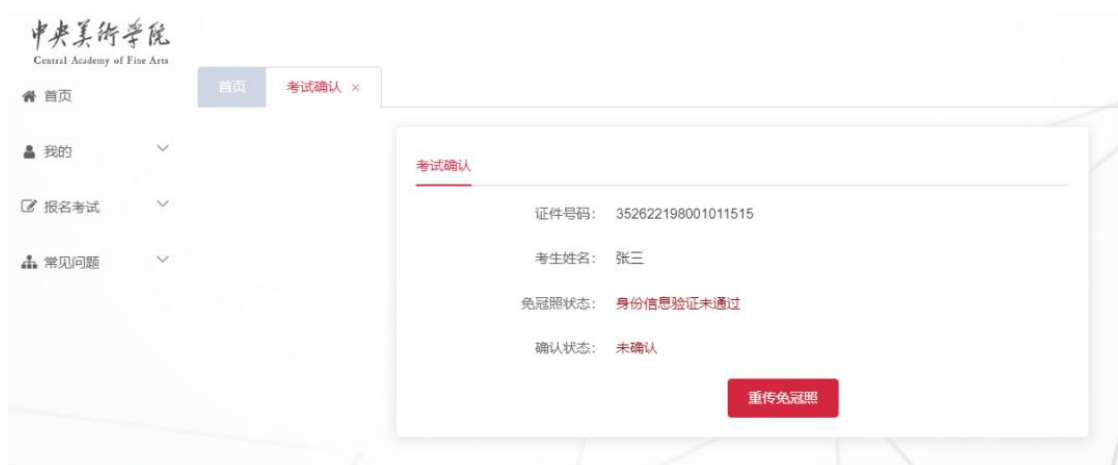 中央美術学院
Central Academy of Fine Arts
首页
首页 考试确认 ×
我的
报名考试
常见问题
考试确认
证件号码： 352622198001011515
考生姓名： 张三
免冠照状态： 身份信息验证未通过
确认状态： 未确认
重传免冠照